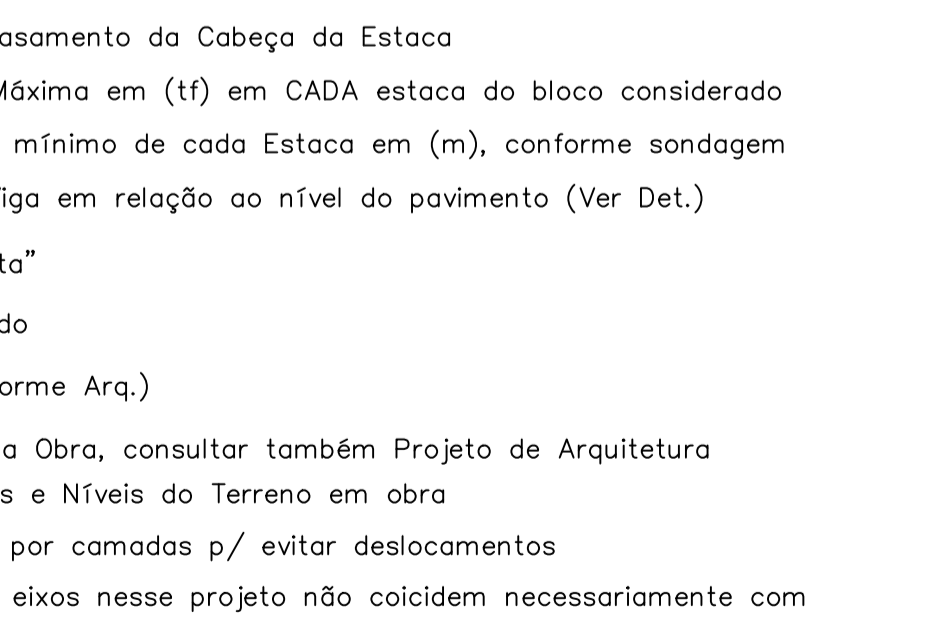 asamento da Cabeça da Estaca
Máxima em (tf) em CADA estaca do bloco considerado
mínimo de cada Estaca em (m), conforme sondagem
iga em relação ao nível do pavimento (Ver Det.)
ta”
do
orme Arq.)
a Obra, consultar também Projeto de Arquitetura
s e Níveis do Terreno em obra
por camadas p/ evitar deslocamentos
eixos nesse projeto não coicidem necessariamente com